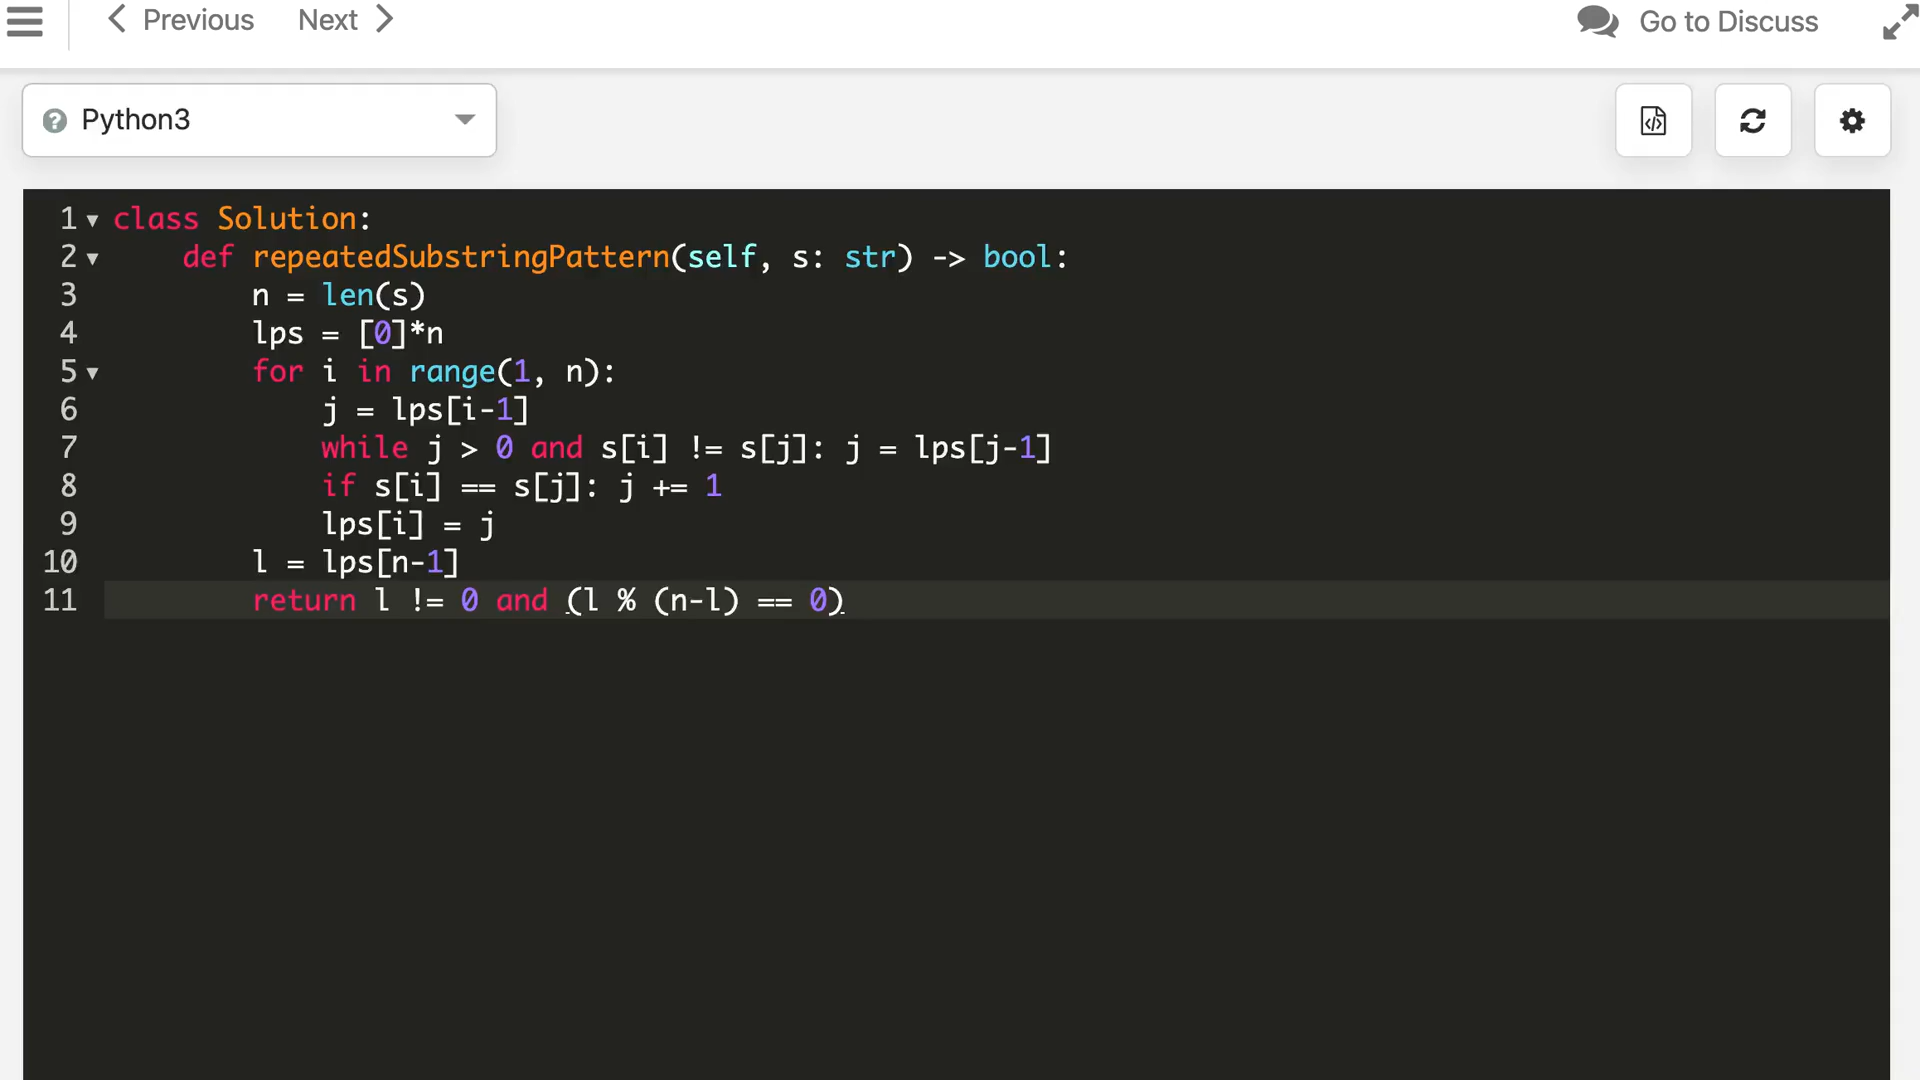 Previous Next Go to Discuss
Python3
1 class Solution:
2     def repeatedSubstringPattern(self, s: str) -> bool:
3         n = len(s)
4         lps = [0]*n
5         for i in range(1, n):
6             j = lps[i-1]
7             while j > 0 and s[i] != s[j]: j = lps[j-1]
8             if s[i] == s[j]: j += 1
9             lps[i] = j
10         l = lps[n-1]
11         return l != 0 and (l % (n-l) == 0)